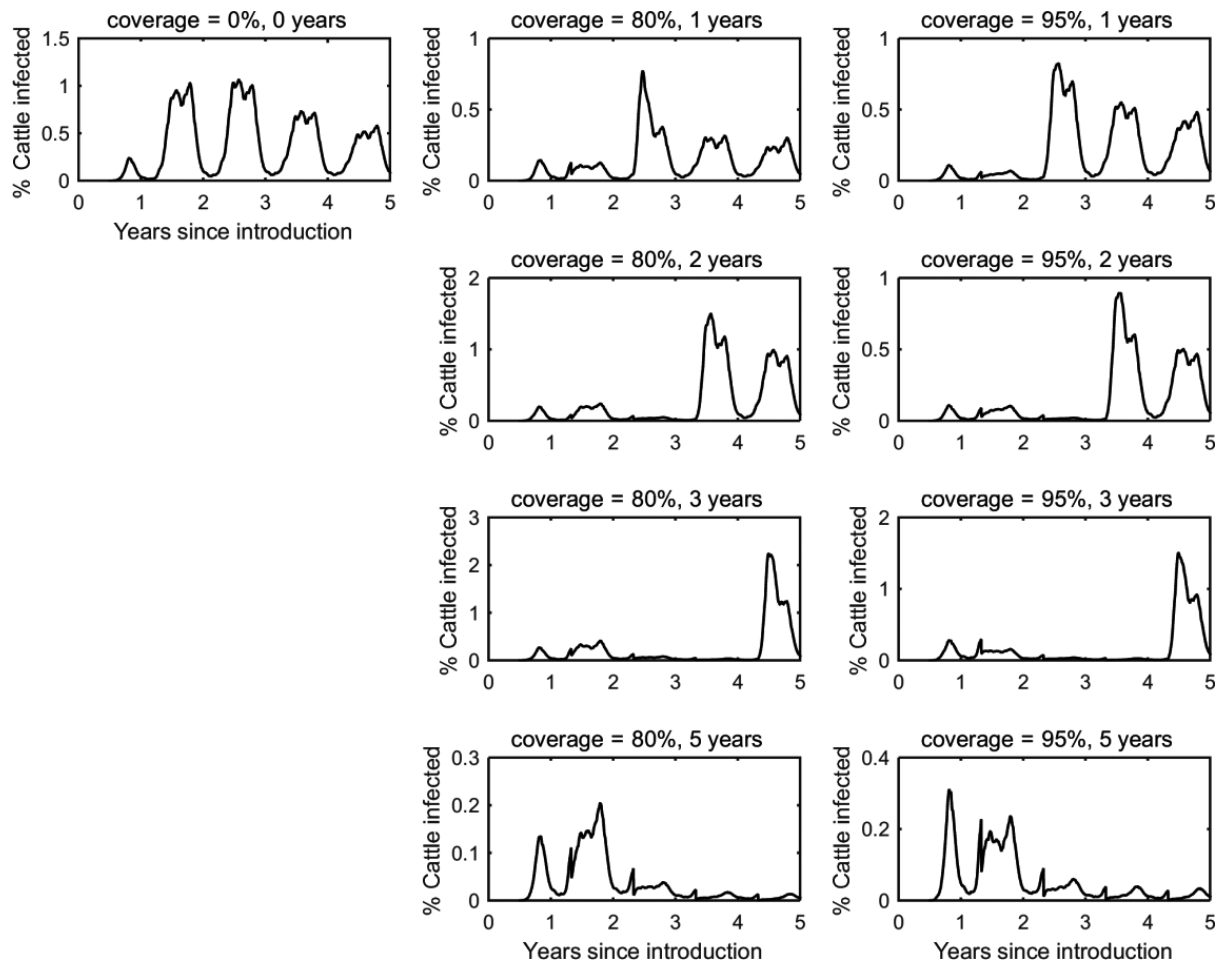 coverage = 0%, 0 years
% Cattle infected
1.5
1
0.5
0
0 1 2 3 4 5
Years since introduction
coverage = 80%, 1 years
% Cattle infected
1
0.5
0
0 1 2 3 4 5
coverage = 95%, 1 years
% Cattle infected
1
0.5
0
0 1 2 3 4 5
coverage = 80%, 2 years
% Cattle infected
2
1
0
0 1 2 3 4 5
coverage = 95%, 2 years
% Cattle infected
1
0.5
0
0 1 2 3 4 5
coverage = 80%, 3 years
% Cattle infected
3
2
1
0
0 1 2 3 4 5
coverage = 95%, 3 years
% Cattle infected
2
1
0
0 1 2 3 4 5
coverage = 80%, 5 years
% Cattle infected
0.3
0.2
0.1
0
0 1 2 3 4 5
Years since introduction
coverage = 95%, 5 years
% Cattle infected
0.4
0.2
0
0 1 2 3 4 5
Years since introduction